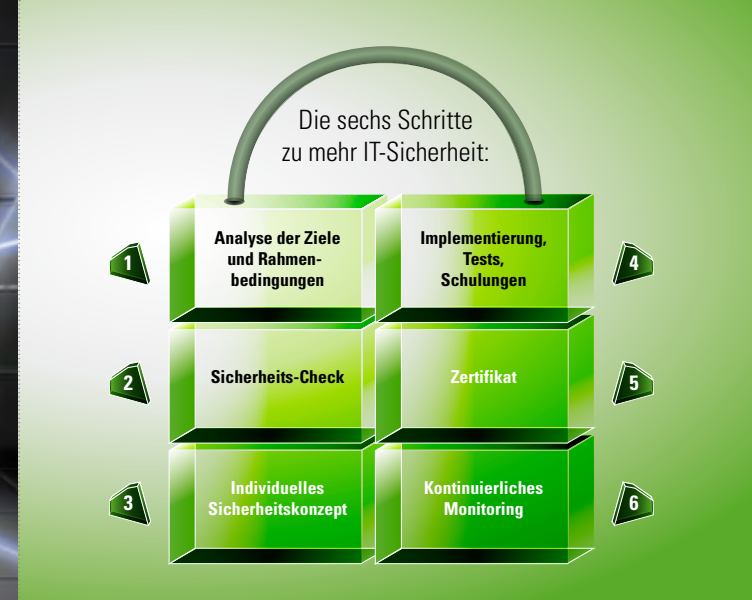 Die sechs Schritte
zu mehr IT-Sicherheit:
1
Analyse der Ziele
und Rahmen-
bedingungen
2
Sicherheits-Check
3
Individuelles
Sicherheitskonzept
4
Implementierung,
Tests,
Schulungen
5
Zertifikat
6
Kontinuierliches
Monitoring